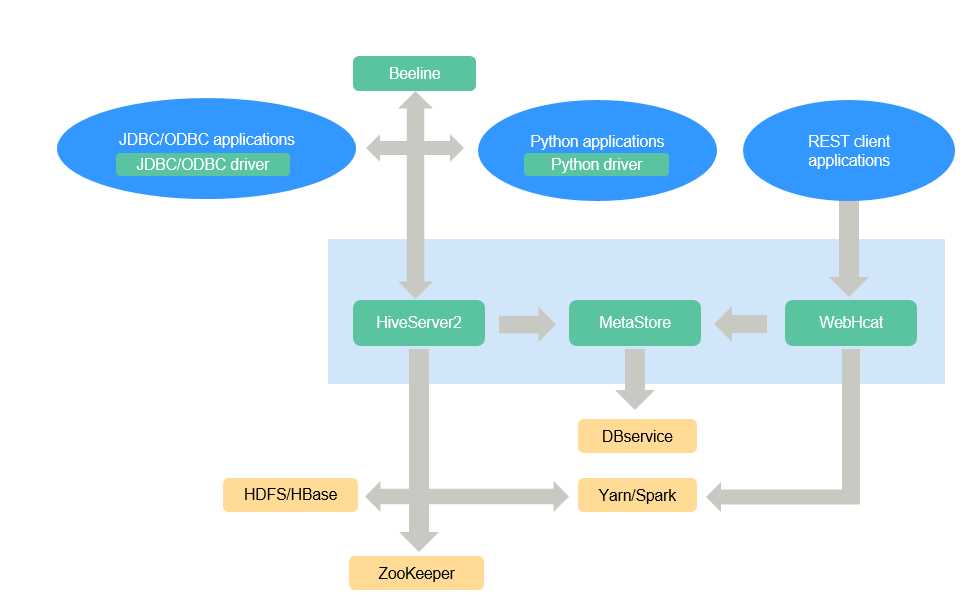 Beeline
JDBC/ODBC applications
JDBC/ODBC driver
Python applications
Python driver
REST client
applications
HiveServer2
MetaStore
WebHcat
DBservice
HDFS/HBase
Yarn/Spark
ZooKeeper